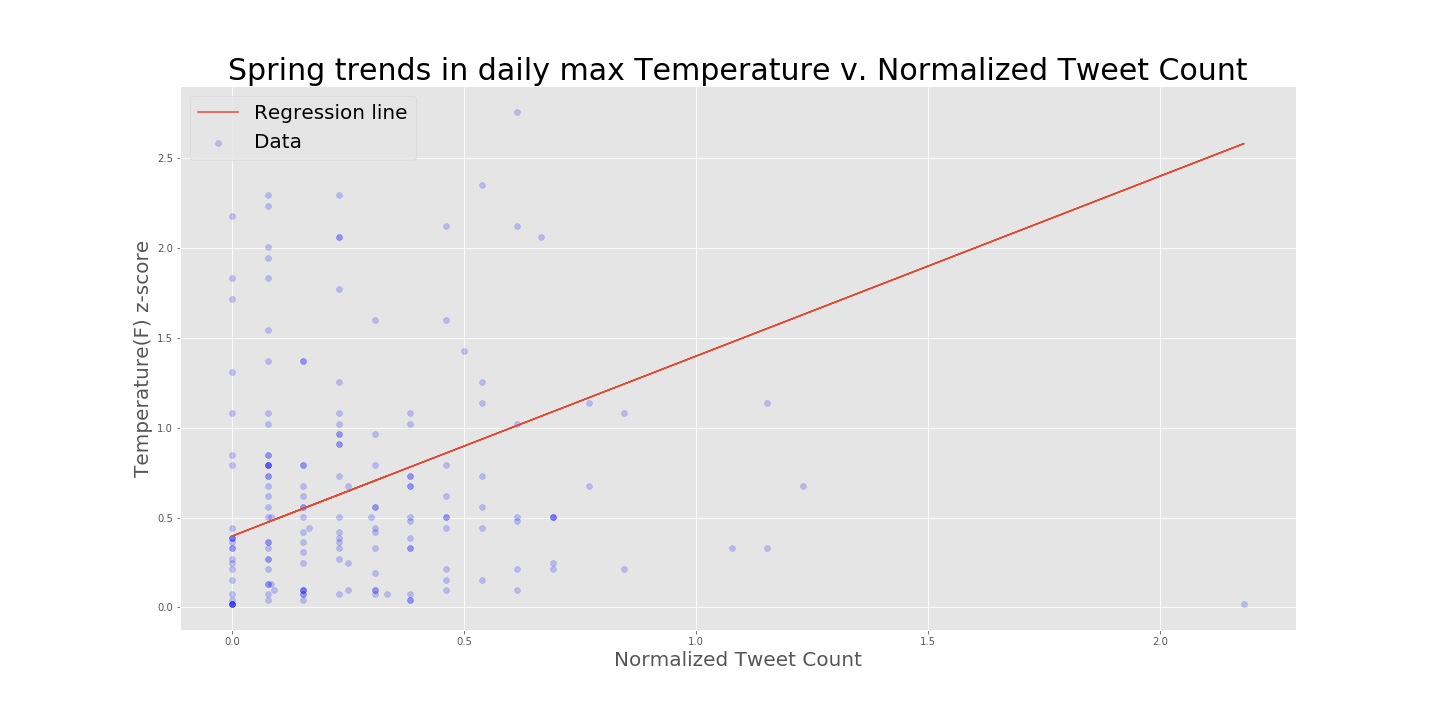 Spring trends in daily max Temperature v. Normalized Tweet Count
Regression line
Data
Temperature(F) z-score
2.5
2.0
1.5
1.0
0.5
0.0
0.0 0.5 1.0 1.5 2.0
Normalized Tweet Count